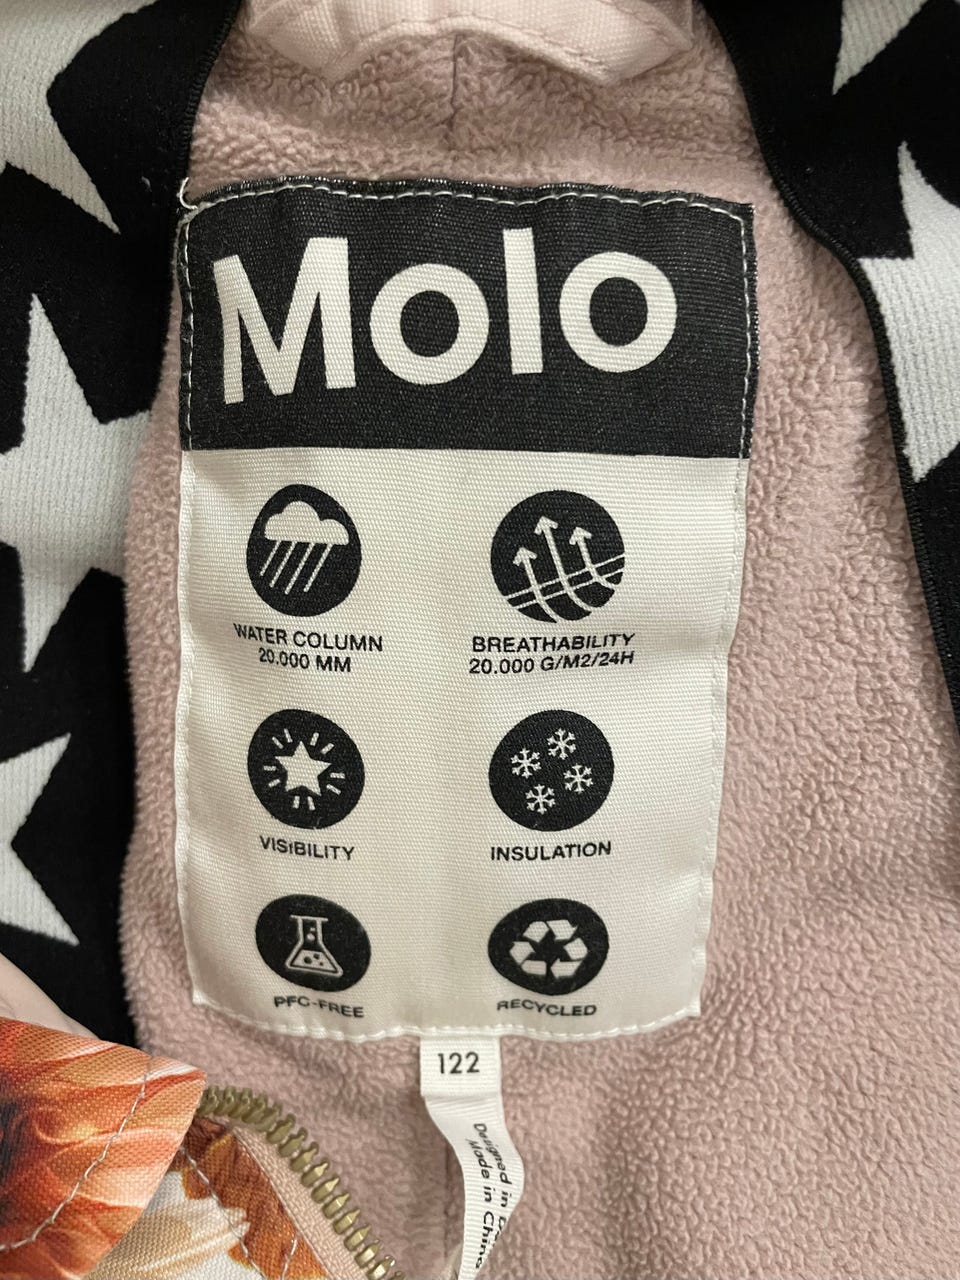 Molo
WATER COLUMN
20.000 MM
BREATHABILITY
20.000 G/M2/24H
VISIBILITY
INSULATION
PFC-FREE
RECYCLED
122
Designed in
Made in China